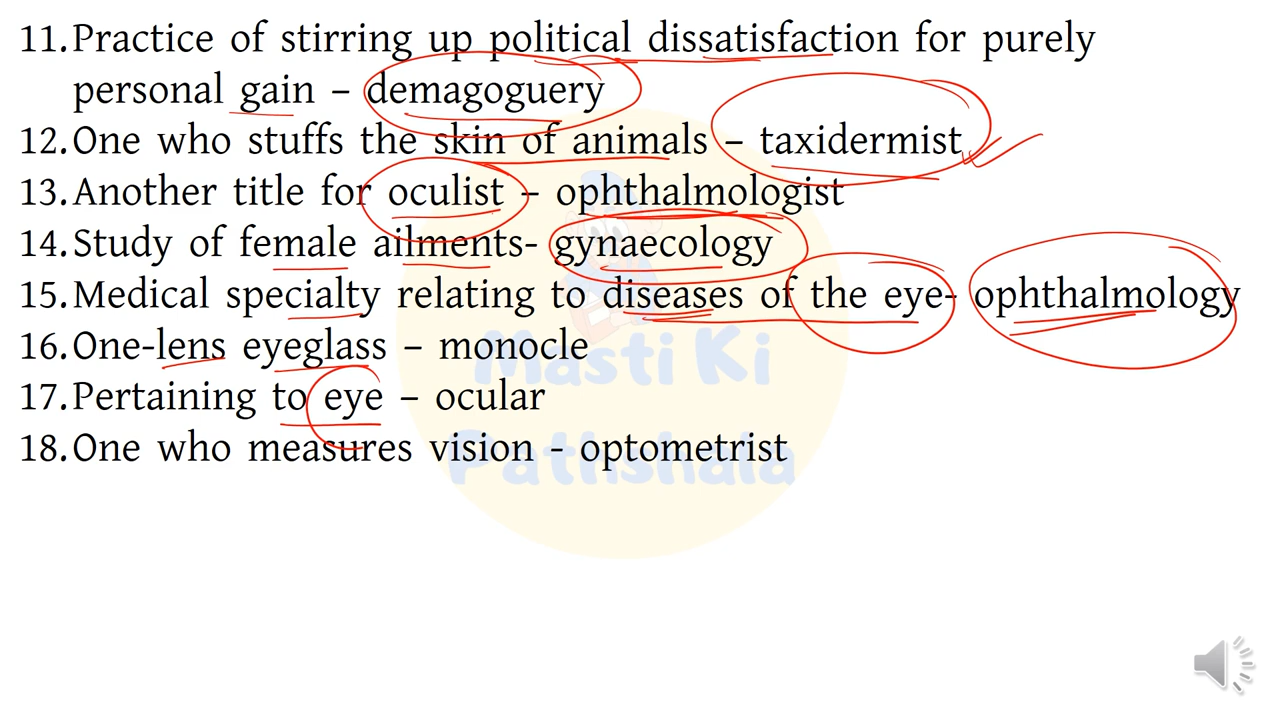 11. Practice of stirring up political dissatisfaction for purely
personal gain – demagoguery
12. One who stuffs the skin of animals – taxidermist
13. Another title for oculist – ophthalmologist
14. Study of female ailments- gynaecology
15. Medical specialty relating to diseases of the eye- ophthalmology
16. One-lens eyeglass – monocle
17. Pertaining to eye – ocular
18. One who measures vision - optometrist
Masti Ki
Pathshala